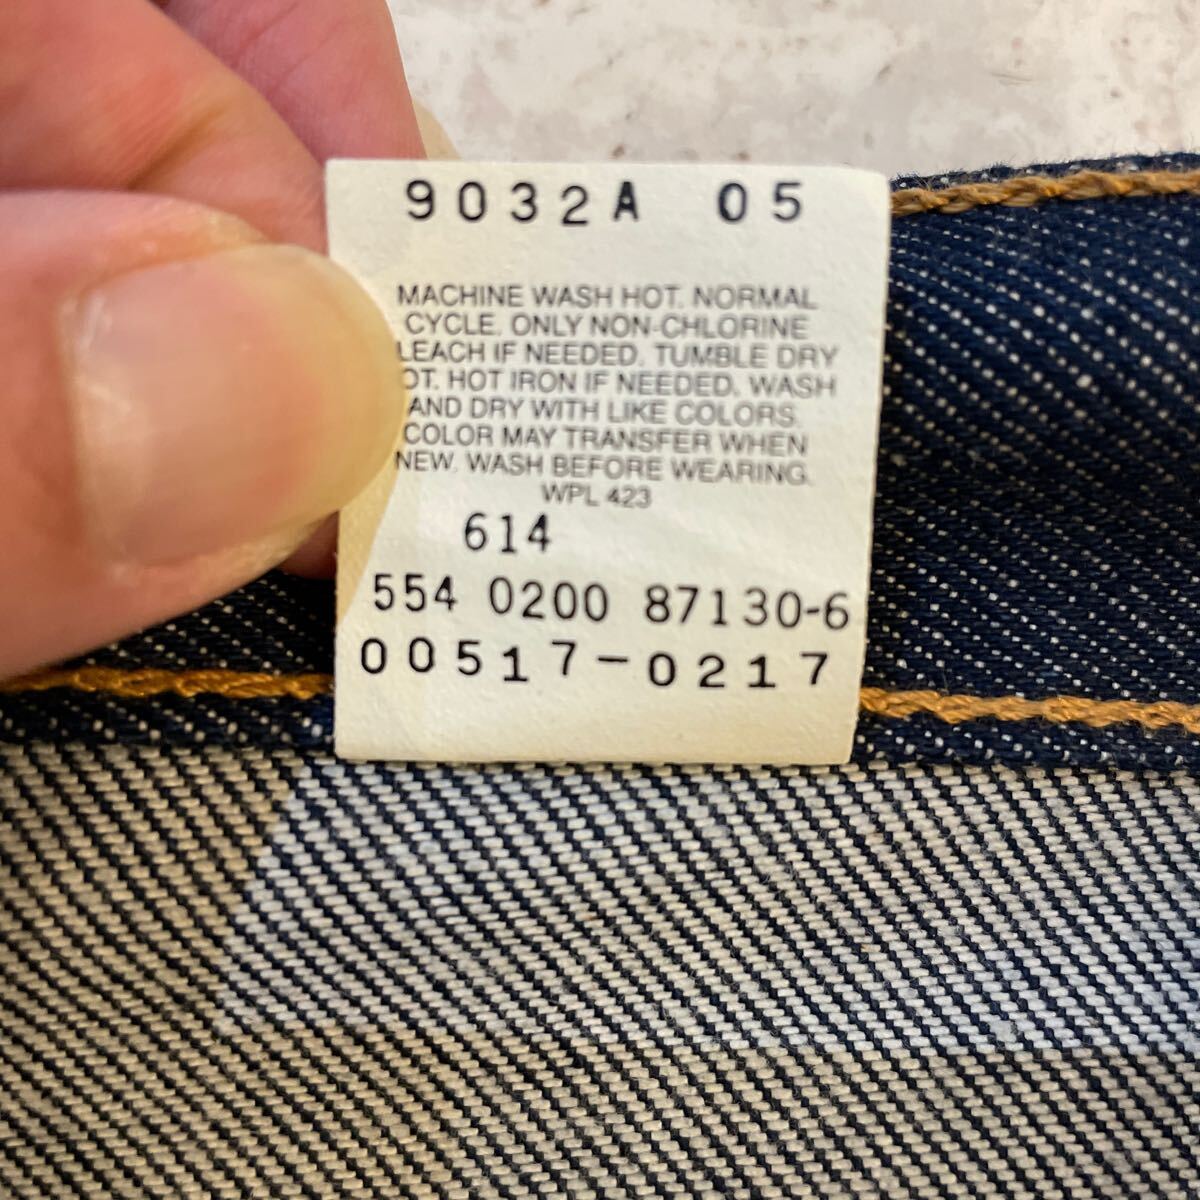 9032A 05
MACHINE WASH HOT. NORMAL
CYCLE. ONLY NON-CHLORINE
LEACH IF NEEDED. TUMBLE DRY
OT. HOT IRON IF NEEDED. WASH
AND DRY WITH LIKE COLORS.
COLOR MAY TRANSFER WHEN
NEW. WASH BEFORE WEARING.
WPL 423
614
554 0200 87130-6
00517-0217